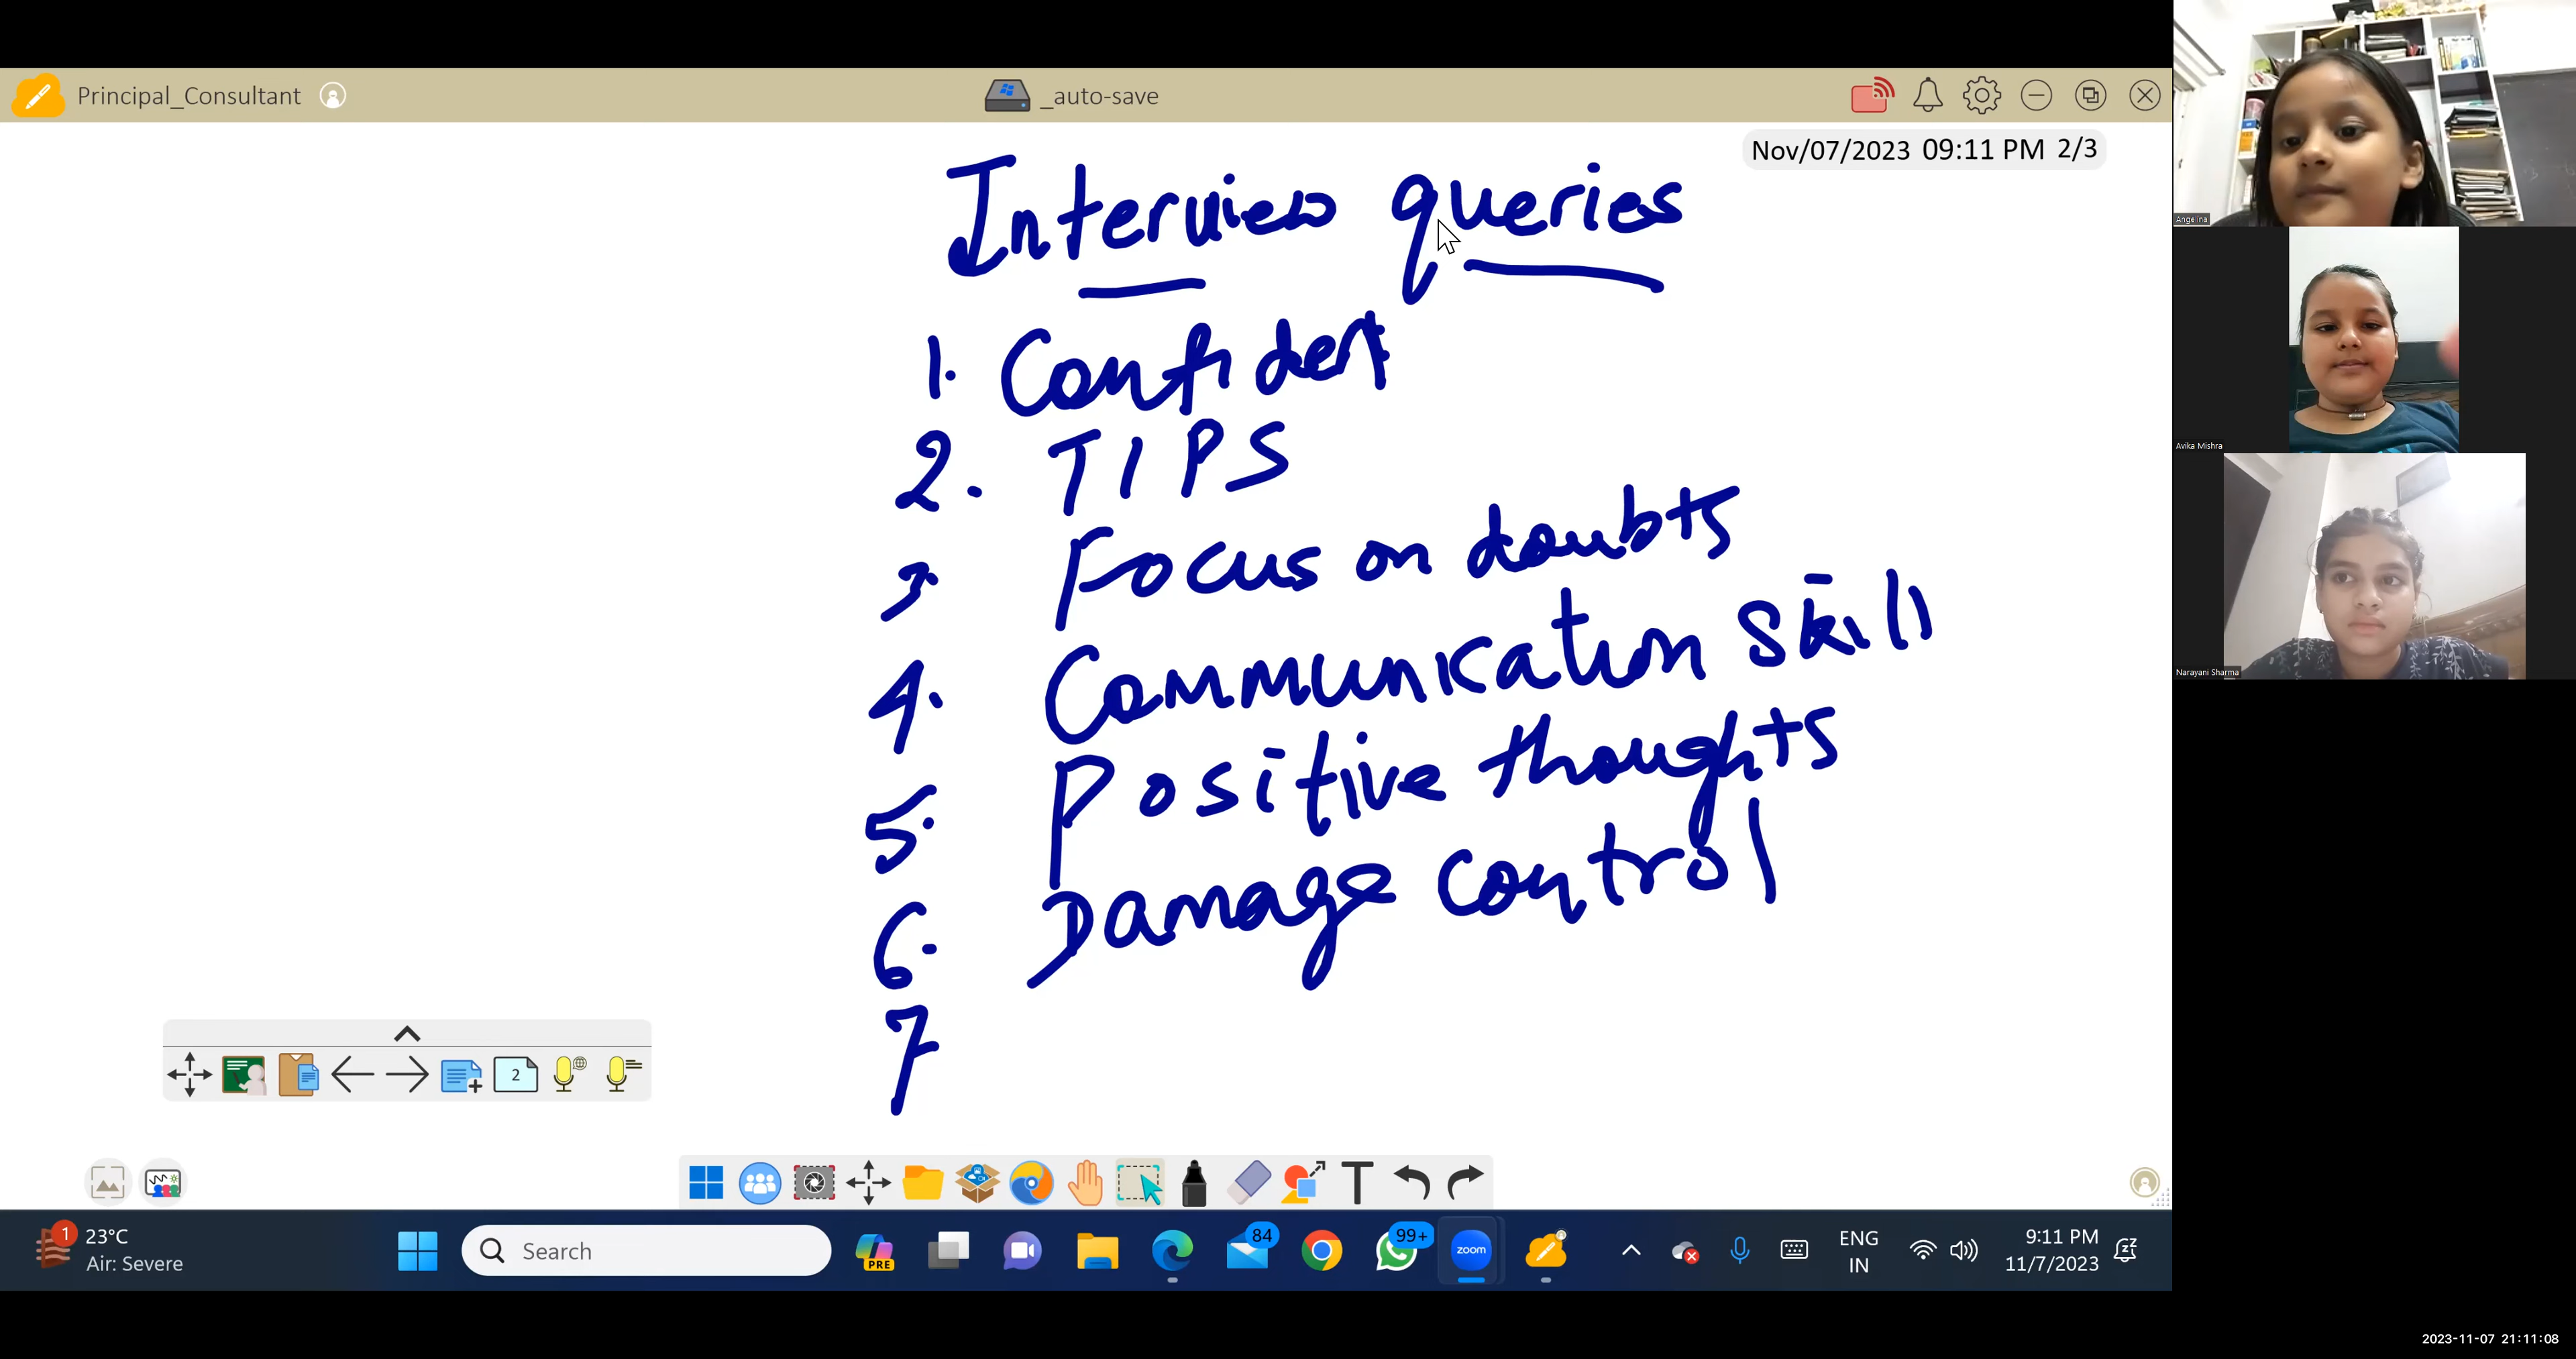 Principal_Consultant
_auto-save
Nov/07/2023 09:11 PM 2/3
Interview queries
1. Confident
2. TIPS
3 Focus on doubts
4. Communication skill
5. Positive thoughts
6. Damage control
7
2
Angelina
Avika Mishra
Narayani Sharma
1
23°C
Air: Severe
Search
PRE
84
99+
zoom
ENG
IN
9:11 PM
11/7/2023
2023-11-07 21:11:08